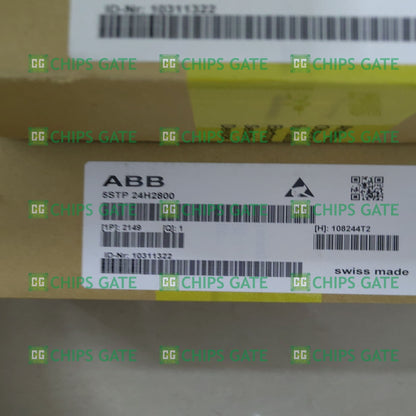 ID-Nr: 10311322
CHIPS GATE CHIPS GATE CHIPS GATE
CHIPS GATE CHIPS GATE CHIPS GATE
ABB
5STP 24H2800
CHIPS GATE CHIPS GATE CHIPS GATE
[1P]: 2149 [Q]: 1 [H]: 108244T2
ID-Nr: 10311322
swiss made
CHIPS GATE CHIPS GATE CHIPS GATE
CHIPS GATE CHIPS GATE CHIPS GATE